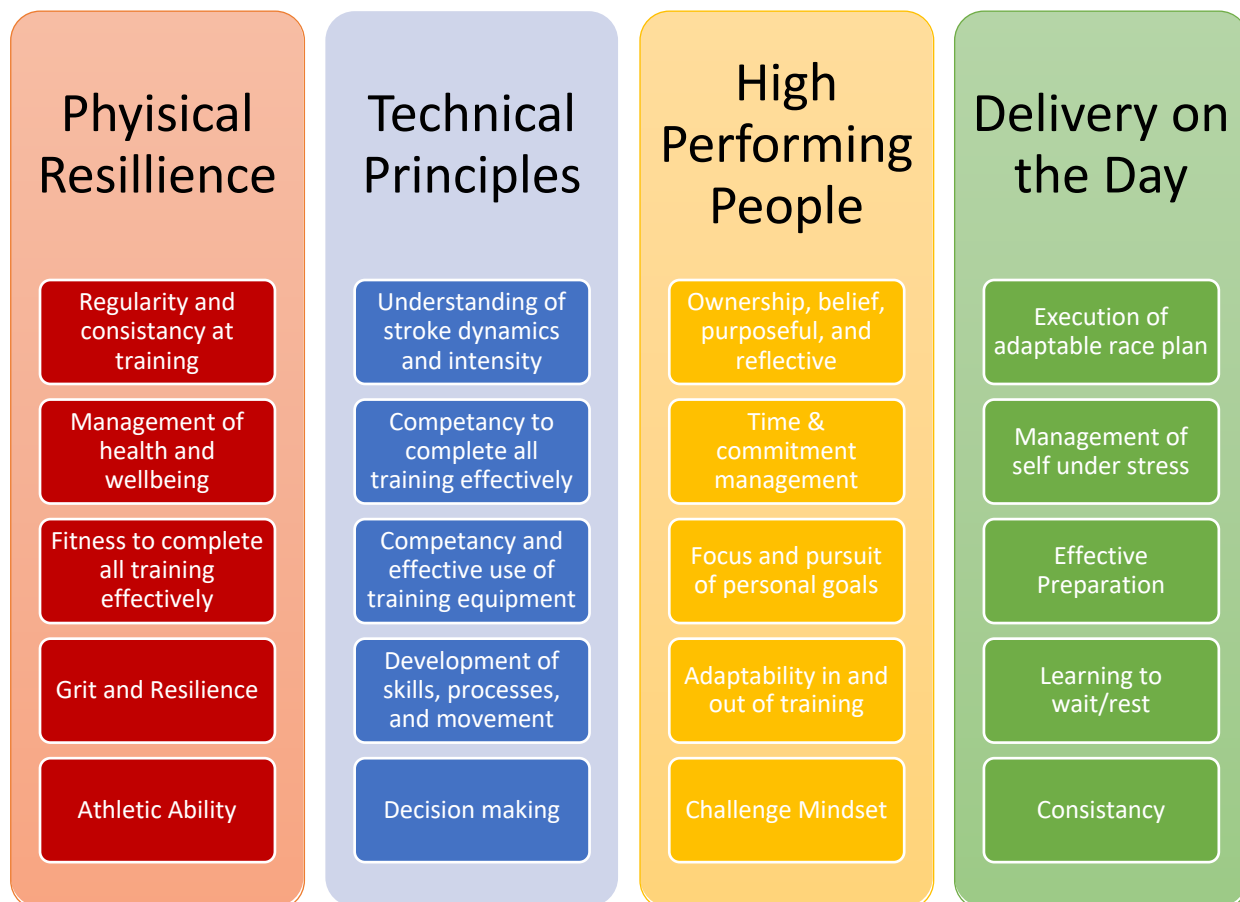 Phyisical
Resillience
Regularity and
consistancy at
training
Management of
health and
wellbeing
Fitness to complete
all training
effectively
Grit and Resilience
Athletic Ability
Technical
Principles
Understanding of
stroke dynamics
and intensity
Competancy to
complete all
training effectively
Competancy and
effective use of
training equipment
Development of
skills, processes,
and movement
Decision making
High
Performing
People
Ownership, belief,
purposeful, and
reflective
Time &
commitment
management
Focus and pursuit
of personal goals
Adaptability in and
out of training
Challenge Mindset
Delivery on
the Day
Execution of
adaptable race plan
Management of
self under stress
Effective
Preparation
Learning to
wait/rest
Consistancy